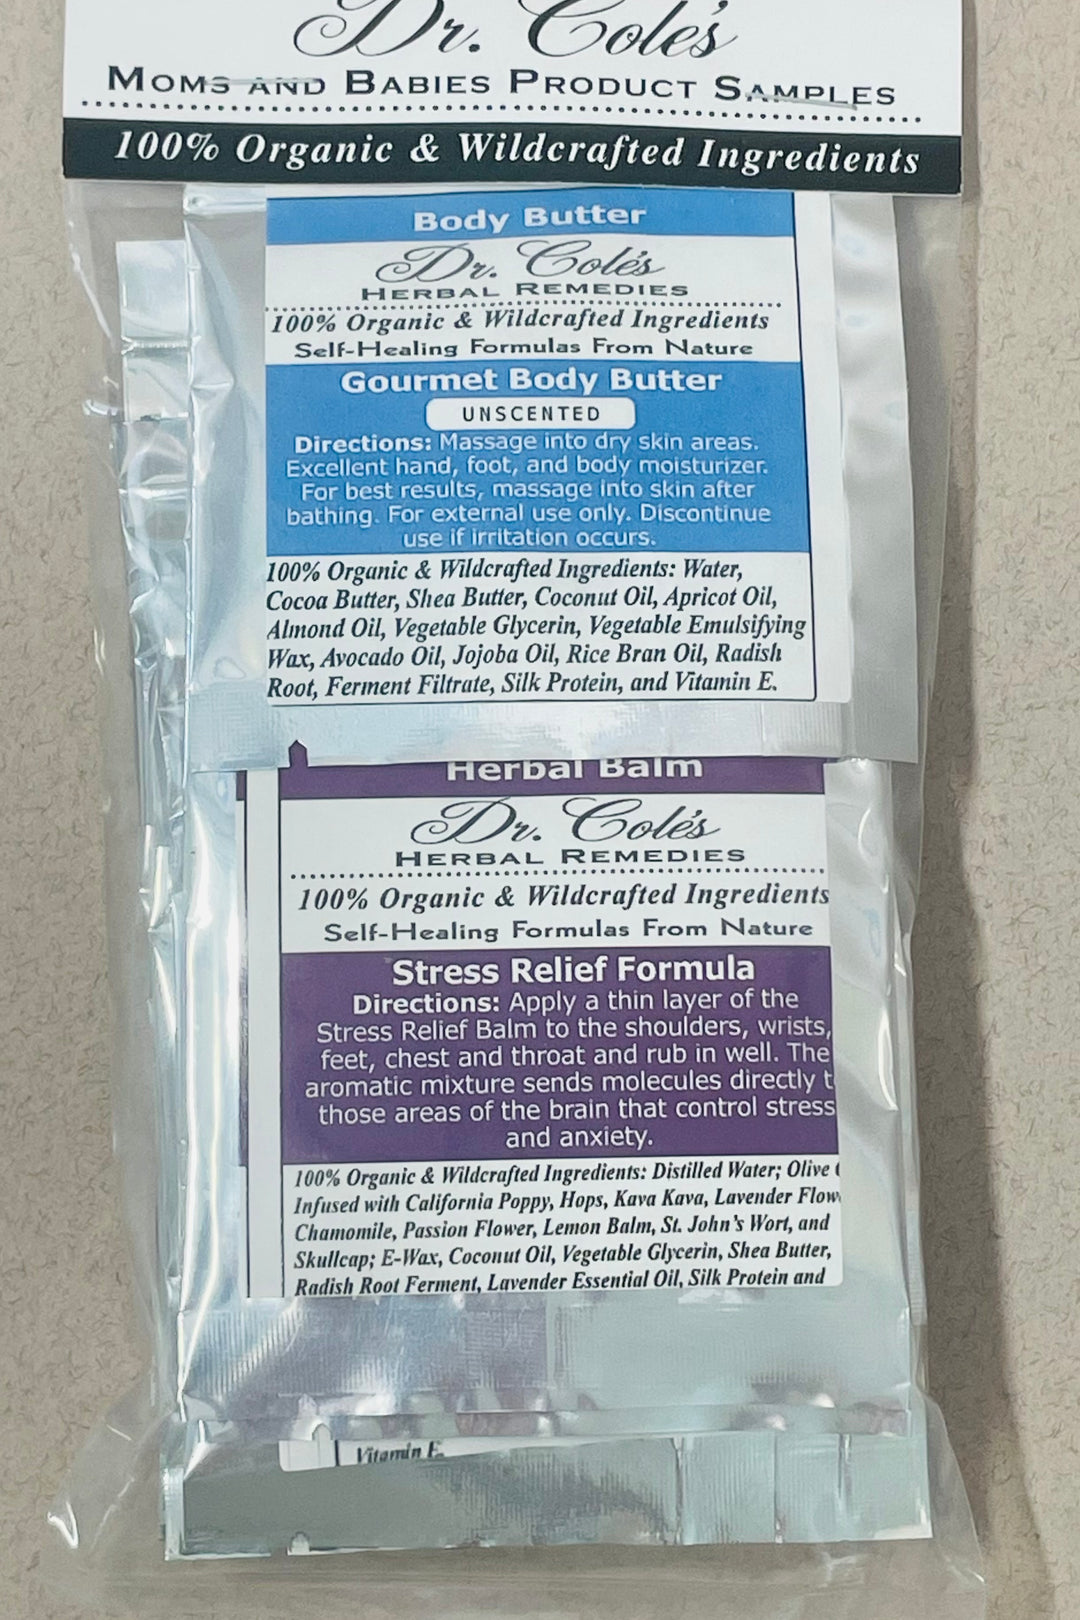 Dr. Cole's
MOMS AND BABIES PRODUCT SAMPLES
100% Organic & Wildcrafted Ingredients
Body Butter
Dr. Cole's
HERBAL REMEDIES
100% Organic & Wildcrafted Ingredients
Self-Healing Formulas From Nature
Gourmet Body Butter
UNSCENTED
Directions: Massage into dry skin areas.
Excellent hand, foot, and body moisturizer.
For best results, massage into skin after
bathing. For external use only. Discontinue
use if irritation occurs.
100% Organic & Wildcrafted Ingredients: Water,
Cocoa Butter, Shea Butter, Coconut Oil, Apricot Oil,
Almond Oil, Vegetable Glycerin, Vegetable Emulsifying
Wax, Avocado Oil, Jojoba Oil, Rice Bran Oil, Radish
Root, Ferment Filtrate, Silk Protein, and Vitamin E.
Herbal Balm
Dr. Cole's
HERBAL REMEDIES
100% Organic & Wildcrafted Ingredients
Self-Healing Formulas From Nature
Stress Relief Formula
Directions: Apply a thin layer of the
Stress Relief Balm to the shoulders, wrists,
feet, chest and throat and rub in well. The
aromatic mixture sends molecules directly t
those areas of the brain that control stress
and anxiety.
100% Organic & Wildcrafted Ingredients: Distilled Water; Olive
Infused with California Poppy, Hops, Kava Kava, Lavender Flow
Chamomile, Passion Flower, Lemon Balm, St. John's Wort, and
Skullcap; E-Wax, Coconut Oil, Vegetable Glycerin, Shea Butter,
Radish Root Ferment, Lavender Essential Oil, Silk Protein and
Vitamin E.